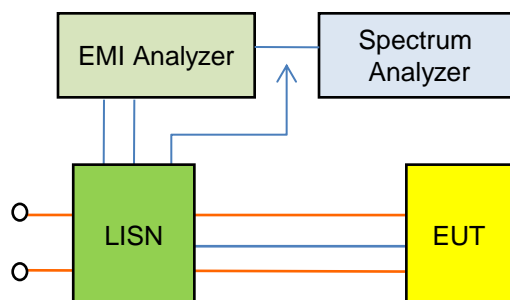 EMI Analyzer
Spectrum
Analyzer
LISN
EUT